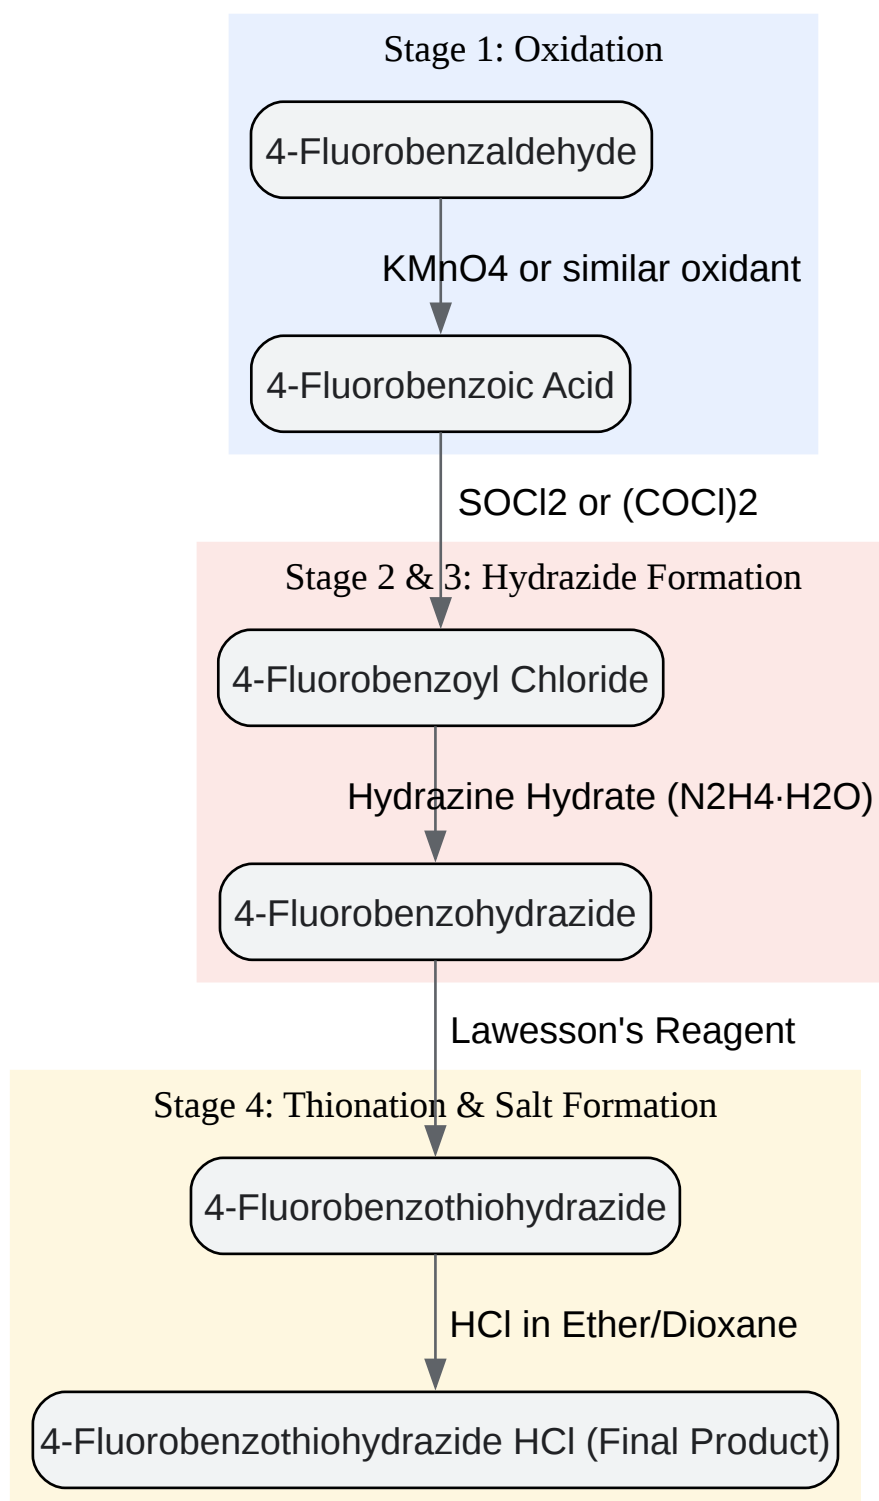 Stage 1: Oxidation
4-Fluorobenzaldehyde
KMnO4 or similar oxidant
4-Fluorobenzoic Acid
SOCl2 or (COCl)2
Stage 2 & 3: Hydrazide Formation
4-Fluorobenzoyl Chloride
Hydrazine Hydrate (N2H4·H2O)
4-Fluorobenzohydrazide
Lawesson's Reagent
Stage 4: Thionation & Salt Formation
4-Fluorobenzothiohydrazide
HCl in Ether/Dioxane
4-Fluorobenzothiohydrazide HCl (Final Product)